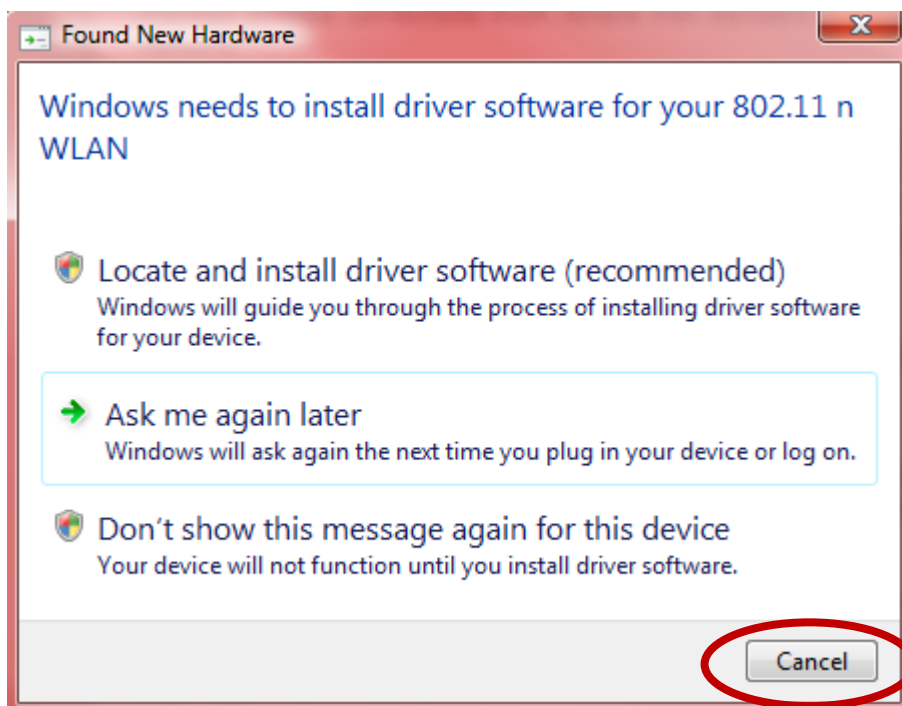 Found New Hardware
Windows needs to install driver software for your 802.11 n
WLAN
Locate and install driver software (recommended)
Windows will guide you through the process of installing driver software
for your device.
Ask me again later
Windows will ask again the next time you plug in your device or log on.
Don't show this message again for this device
Your device will not function until you install driver software.
Cancel